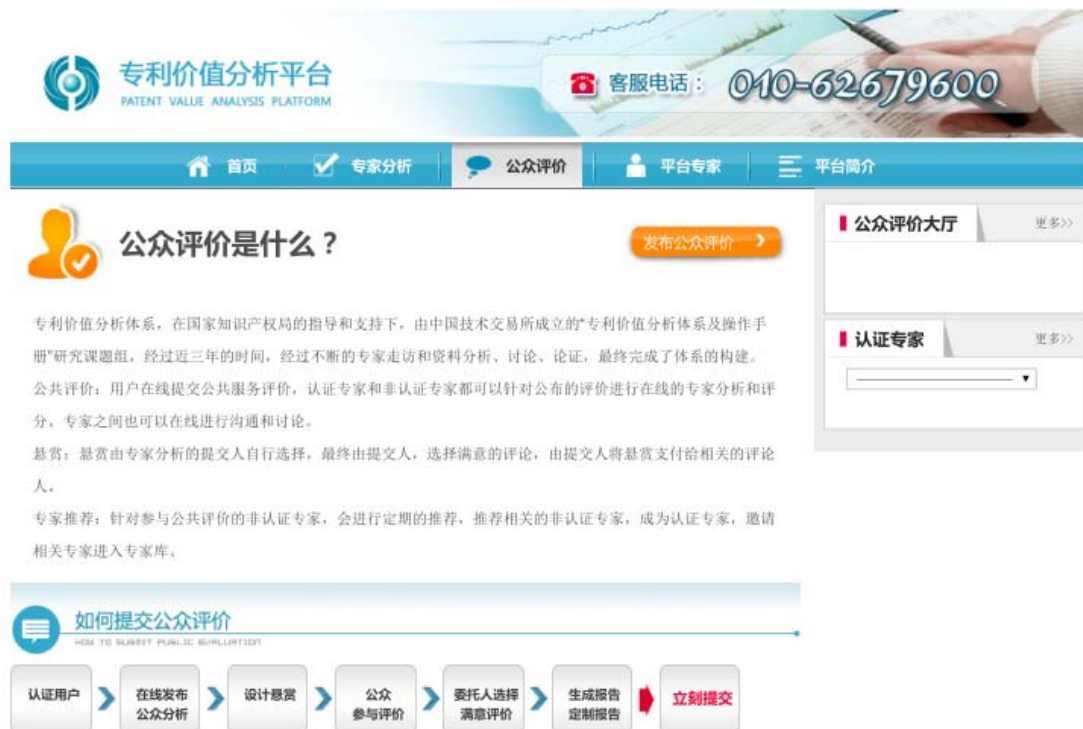 专利价值分析平台
PATENT VALUE ANALYSIS PLATFORM
客服电话： 010-62679600
首页 专家分析 公众评价 平台专家 平台简介
公众评价是什么？
发布公众评价
专利价值分析体系，在国家知识产权局的指导和支持下，由中国技术交易所成立的"专利价值分析体系及操作手
册"研究课题组，经过近三年的时间，经过不断的专家走访和资料分析、讨论、论证，最终完成了体系的构建。
公共评价：用户在线提交公共服务评价，认证专家和非认证专家都可以针对公布的评价进行在线的专家分析和评
分。专家之间也可以在线进行沟通和讨论。
悬赏：悬赏由专家分析的提交人自行选择，最终由提交人，选择满意的评论，由提交人将悬赏支付给相关的评论
人。
专家推荐：针对参与公共评价的非认证专家，会进行定期的推荐，推荐相关的非认证专家，成为认证专家，邀请
相关专家进入专家库。
公众评价大厅 更多>>
认证专家 更多>>
如何提交公众评价
HOW TO SUBMIT PUBLIC EVALUATION
认证用户
在线发布
公众分析
设计悬赏
公众
参与评价
委托人选择
满意评价
生成报告
定制报告
立刻提交